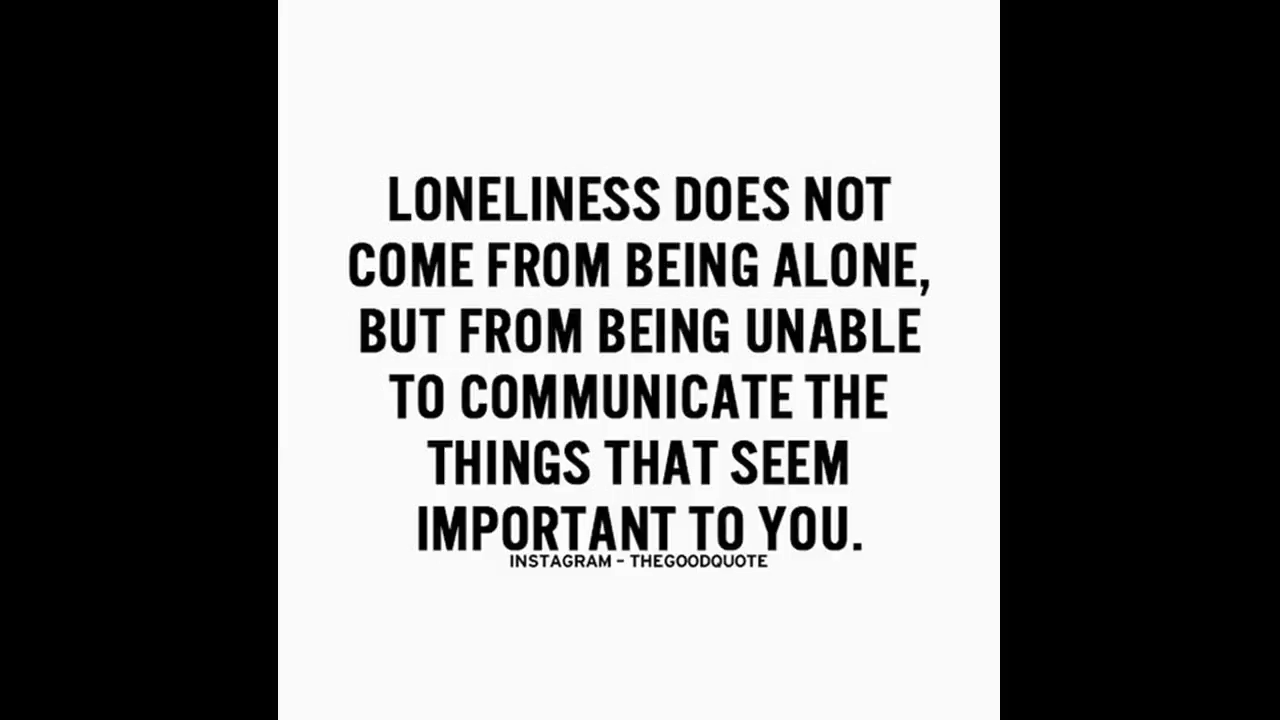 LONELINESS DOES NOT
COME FROM BEING ALONE,
BUT FROM BEING UNABLE
TO COMMUNICATE THE
THINGS THAT SEEM
IMPORTANT TO YOU.
INSTAGRAM - THEGOODQUOTE